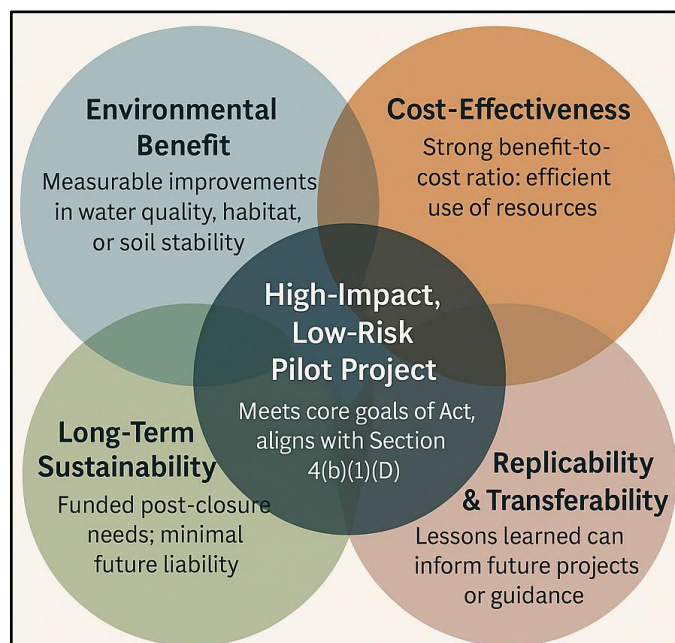 Environmental
Benefit
Measurable improvements
in water quality, habitat,
or soil stability
Cost-Effectiveness
Strong benefit-to-
cost ratio: efficient
use of resources
High-Impact,
Low-Risk
Pilot Project
Meets core goals of Act,
aligns with Section
4(b)(1)(D)
Long-Term
Sustainability
Funded post-closure
needs; minimal
future liability
Replicability
& Transferability
Lessons learned can
inform future projects
or guidance